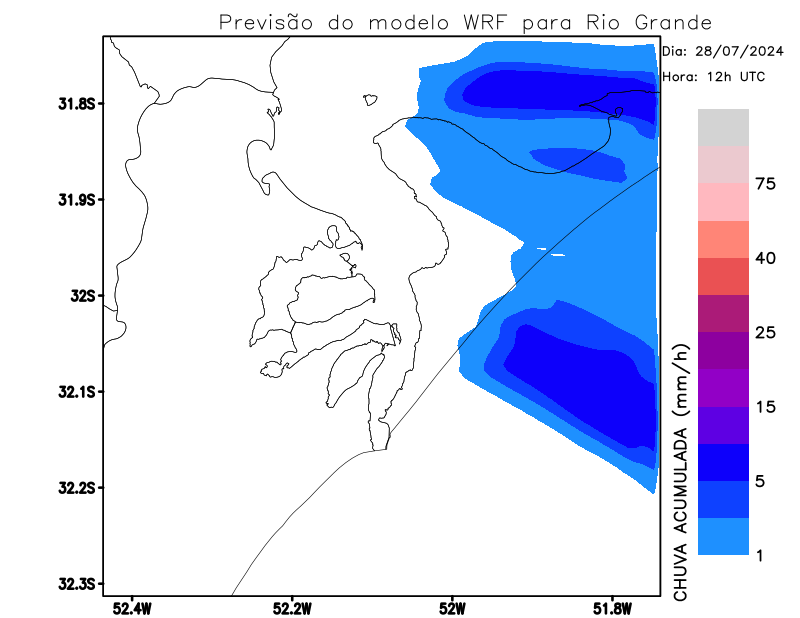 Previsão do modelo WRF para Rio Grande
Dia: 28/07/2024
Hora: 12h UTC
31.8S
31.9S
32S
32.1S
32.2S
32.3S
52.4W
52.2W
52W
51.8W
75
40
25
15
5
1
CHUVA ACUMULADA (mm/h)